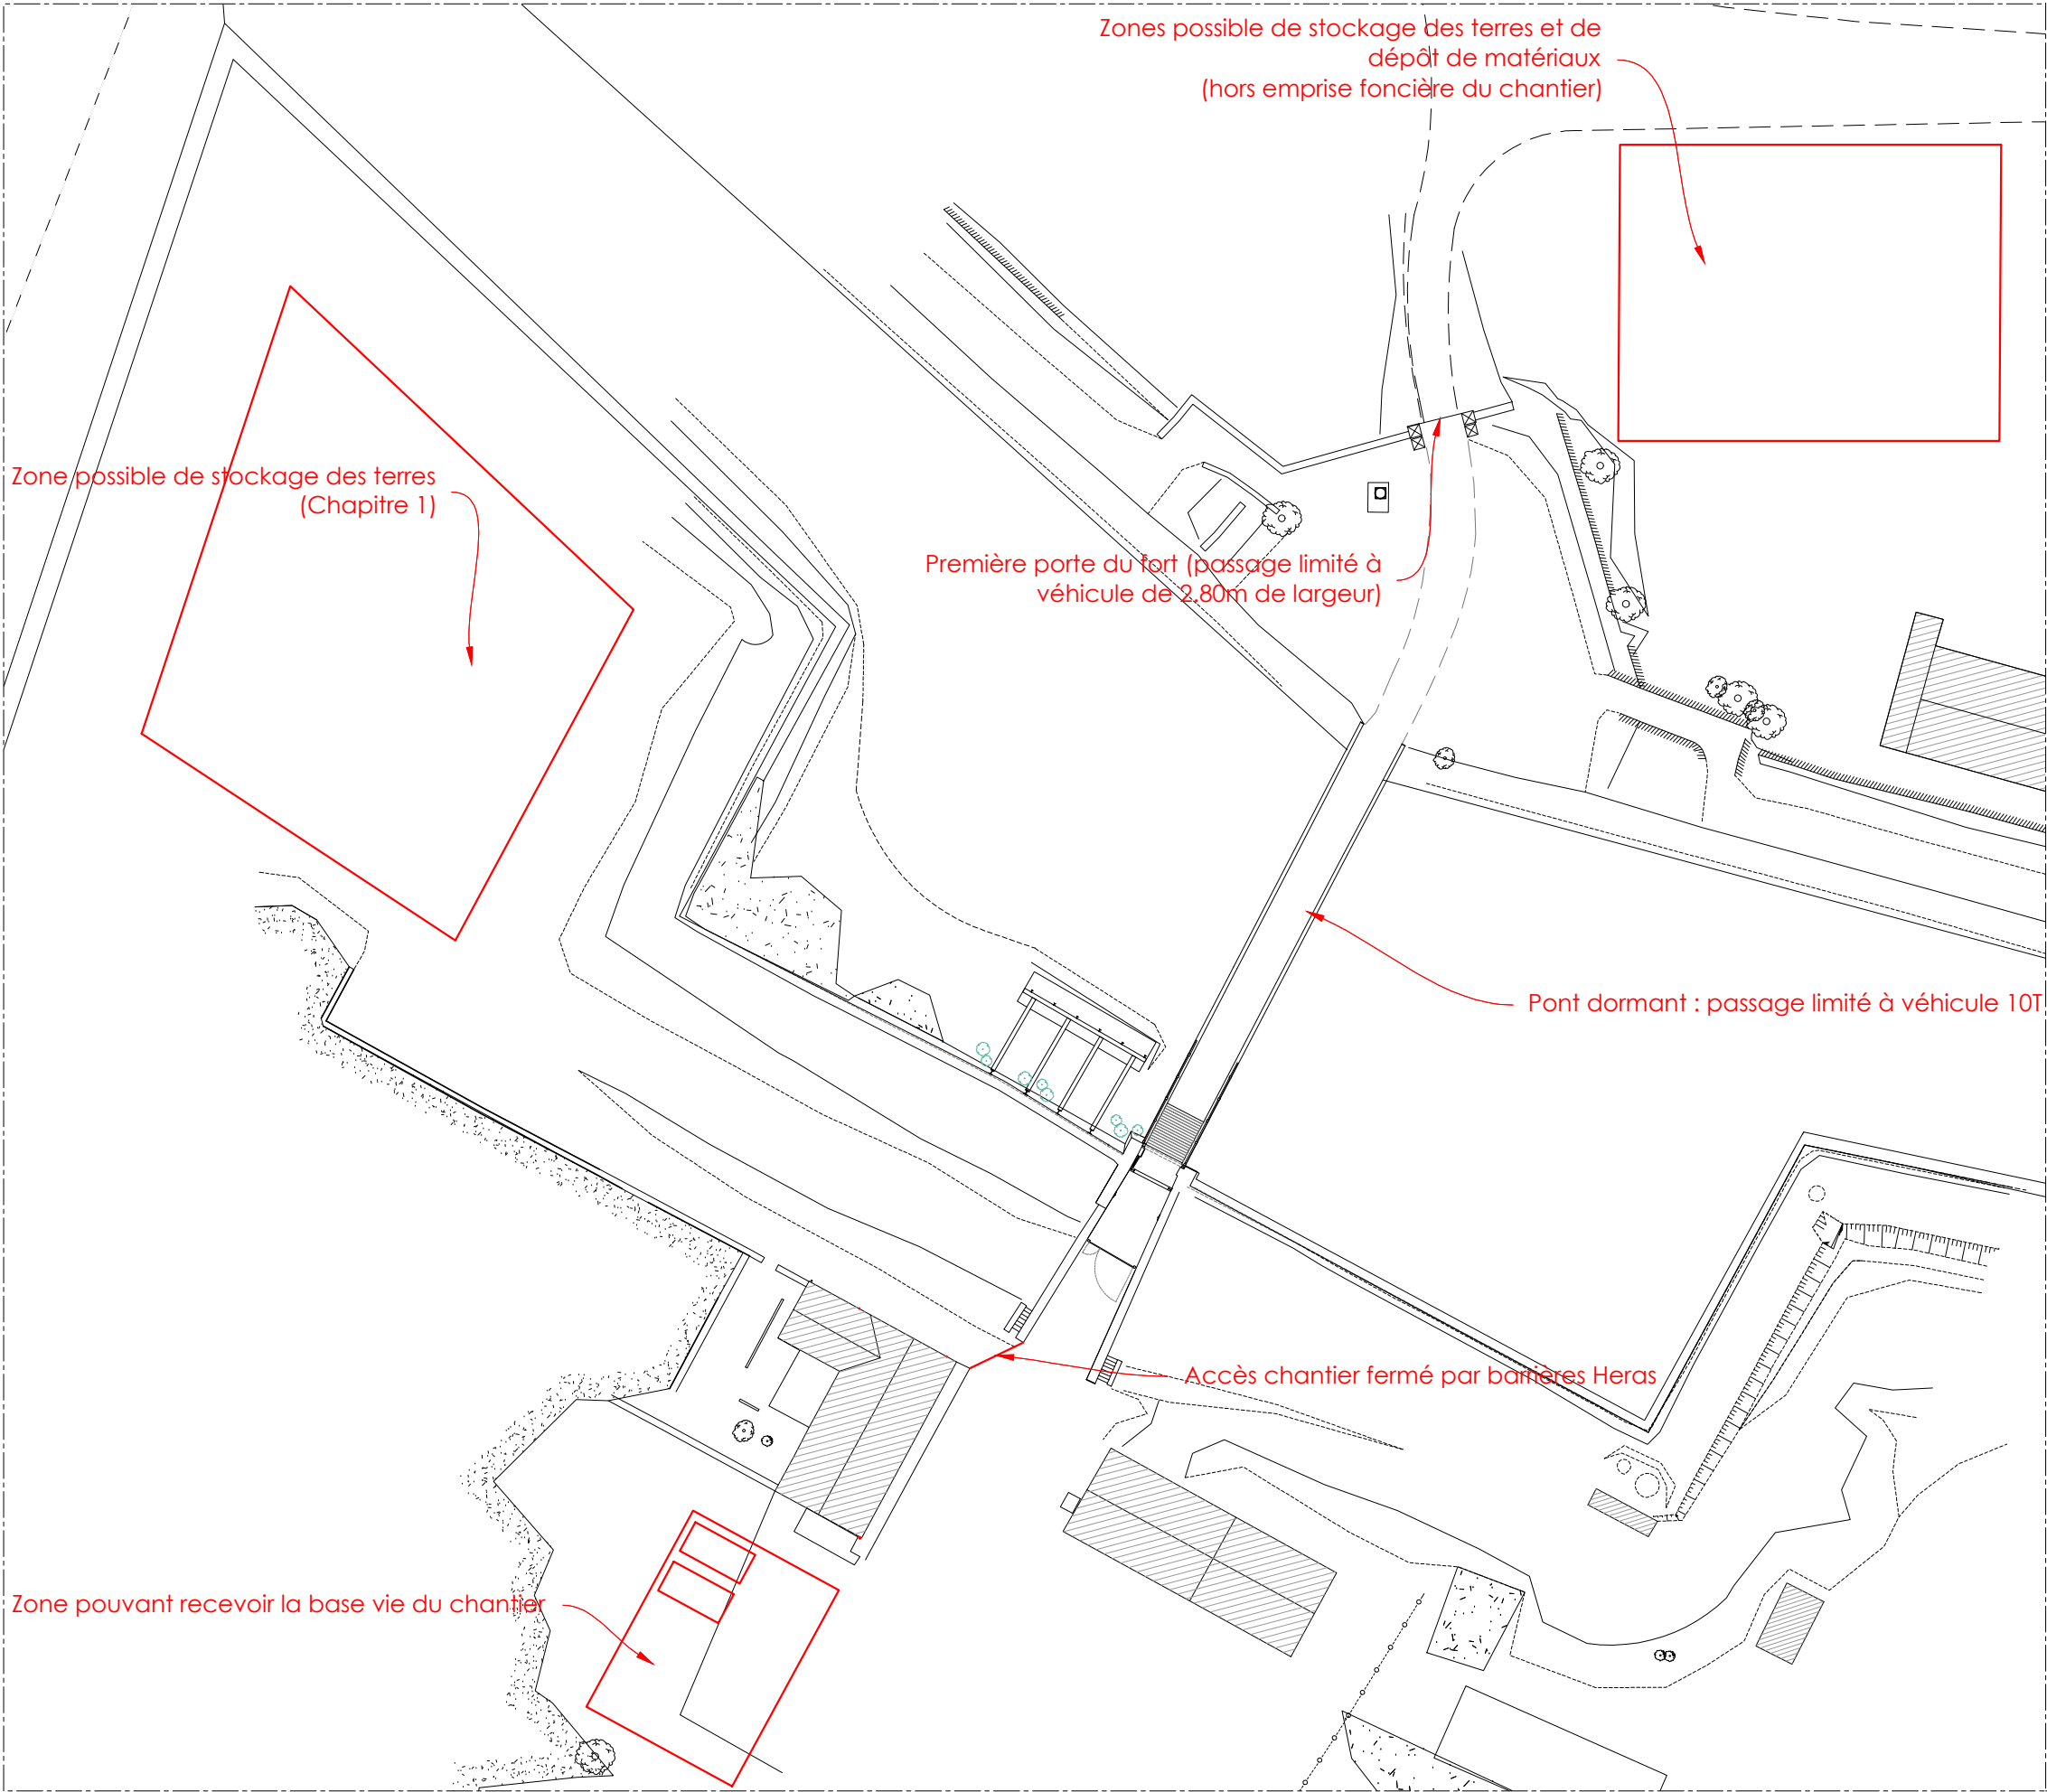 Zones possible de stockage des terres et de
dépôt de matériaux
(hors emprise foncière du chantier)
Zone possible de stockage des terres
(Chapitre 1)
Première porte du fort (passage limité à
véhicule de 2.80m de largeur)
Pont dormant : passage limité à véhicule 10T
Accès chantier fermé par barrières Heras
Zone pouvant recevoir la base vie du chantier